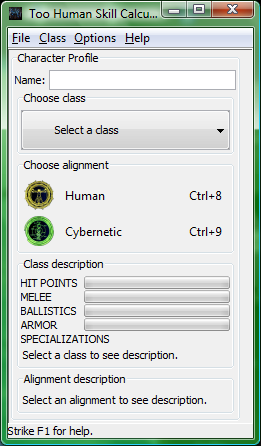 Too Human Skill Calcu...
File Class Options Help
Character Profile
Name:
Choose class
Select a class
Choose alignment
Human Ctrl+8
Cybernetic Ctrl+9
Class description
HIT POINTS
MELEE
BALLISTICS
ARMOR
SPECIALIZATIONS
Select a class to see description.
Alignment description
Select an alignment to see description.
Strike F1 for help.